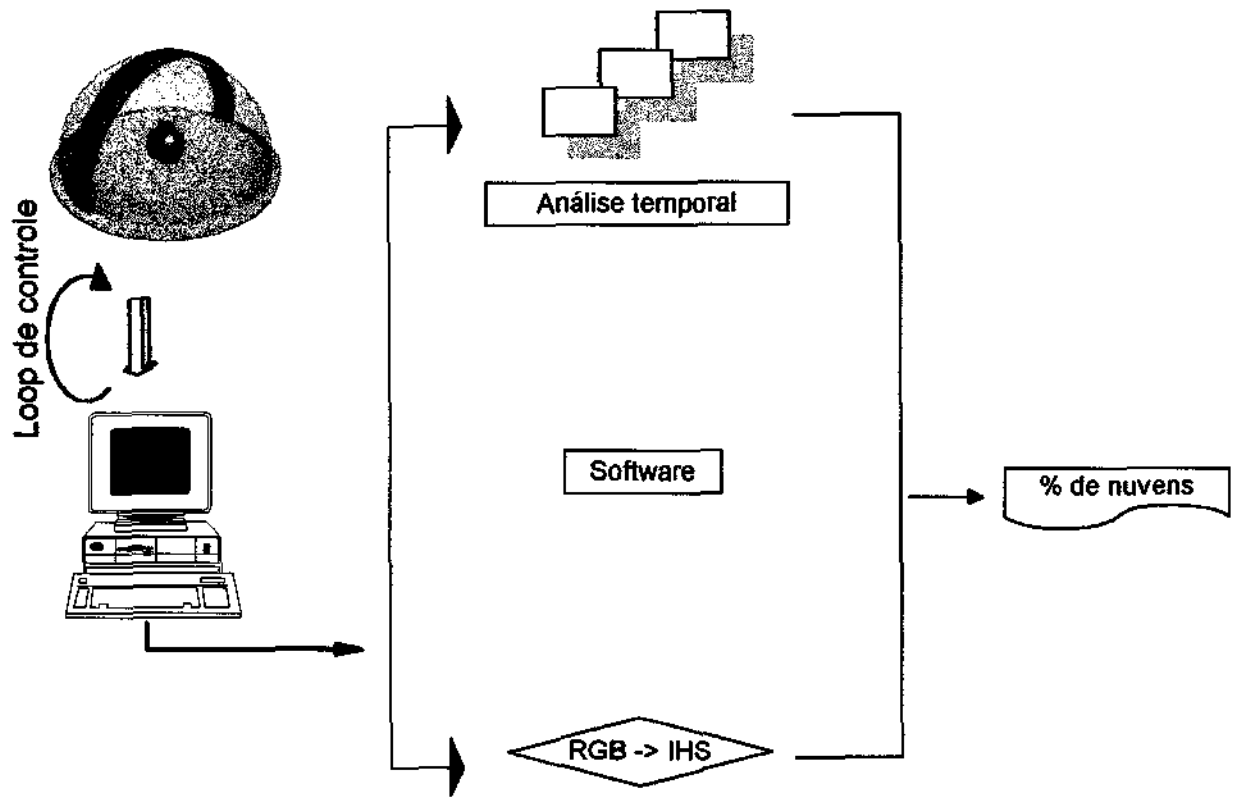 Loop de controle
Análise temporal
Software
% de nuvens
RGB -> IHS